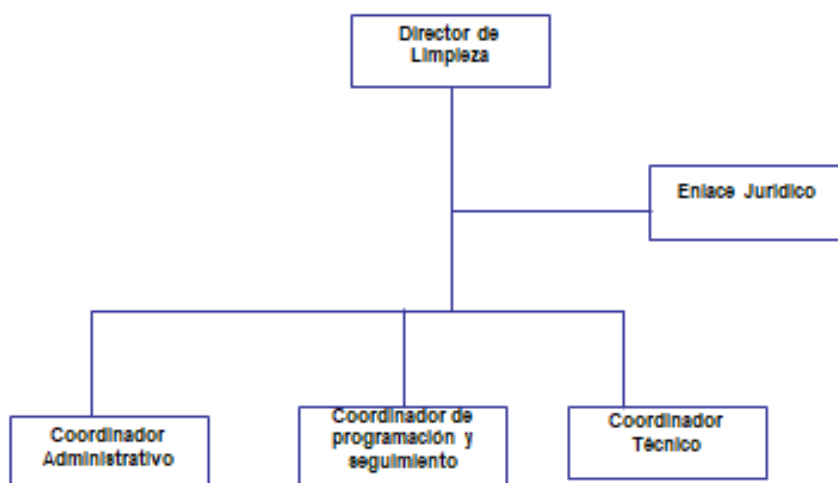 Director de
Limpieza
Enlace Juridico
Coordinador
Administrativo
Coordinador de
programación y
seguimiento
Coordinador
Técnico